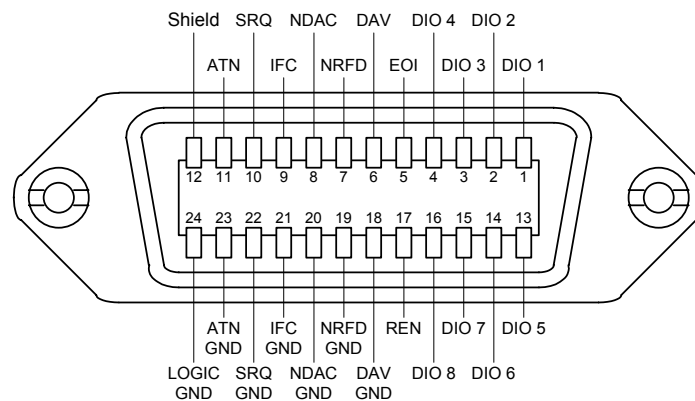 Shield SRQ NDAC DAV DIO 4 DIO 2
ATN IFC NRFD EOI DIO 3 DIO 1
12 11 10 9 8 7 6 5 4 3 2 1
24 23 22 21 20 19 18 17 16 15 14 13
ATN GND IFC GND NRFD GND REN DIO 7 DIO 5
LOGIC GND SRQ GND NDAC GND DAV GND DIO 8 DIO 6